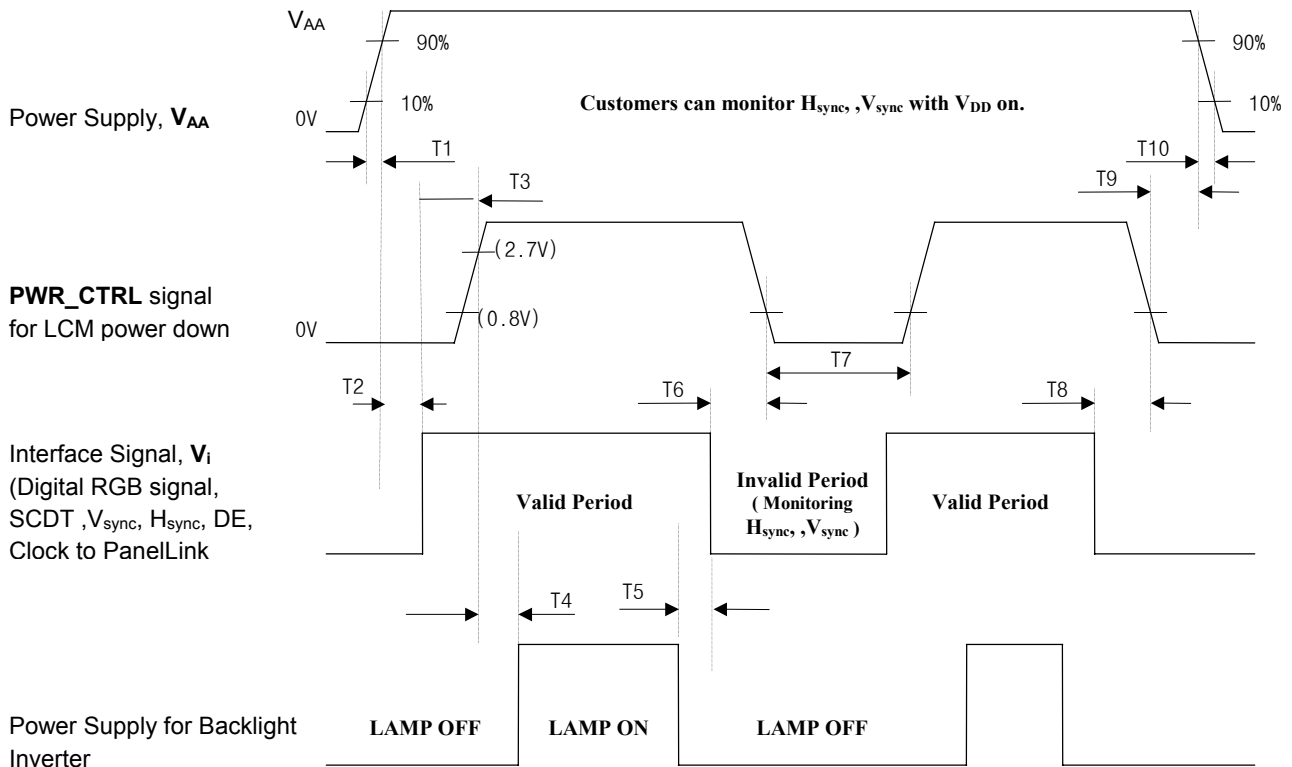 VAA
90%
90%
10%
10%
Power Supply, VAA
0V
Customers can monitor Hsync, ,Vsync with VDD on.
T1
T10
T3
T9
(2.7V)
PWR_CTRL signal
for LCM power down
0V
(0.8V)
T7
T2
T6
T8
Interface Signal, Vi
(Digital RGB signal,
SCDT ,Vsync, Hsync, DE,
Clock to PanelLink
Valid Period
Invalid Period
( Monitoring
Hsync, ,Vsync )
Valid Period
T4
T5
Power Supply for Backlight
Inverter
LAMP OFF
LAMP ON
LAMP OFF